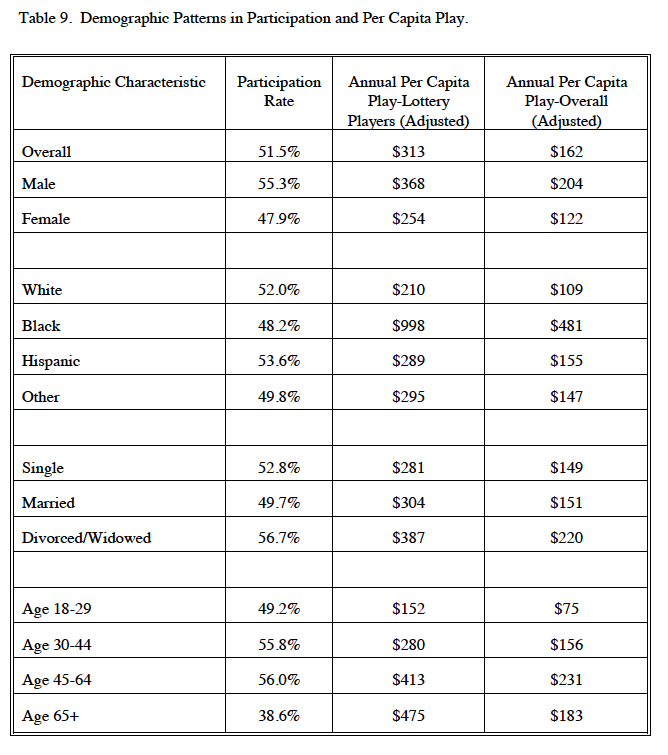 Table 9. Demographic Patterns in Participation and Per Capita Play.
Demographic Characteristic Participation Rate Annual Per Capita Play-Lottery Players (Adjusted) Annual Per Capita Play-Overall (Adjusted)
Overall 51.5% $313 $162
Male 55.3% $368 $204
Female 47.9% $254 $122
White 52.0% $210 $109
Black 48.2% $998 $481
Hispanic 53.6% $289 $155
Other 49.8% $295 $147
Single 52.8% $281 $149
Married 49.7% $304 $151
Divorced/Widowed 56.7% $387 $220
Age 18-29 49.2% $152 $75
Age 30-44 55.8% $280 $156
Age 45-64 56.0% $413 $231
Age 65+ 38.6% $475 $183